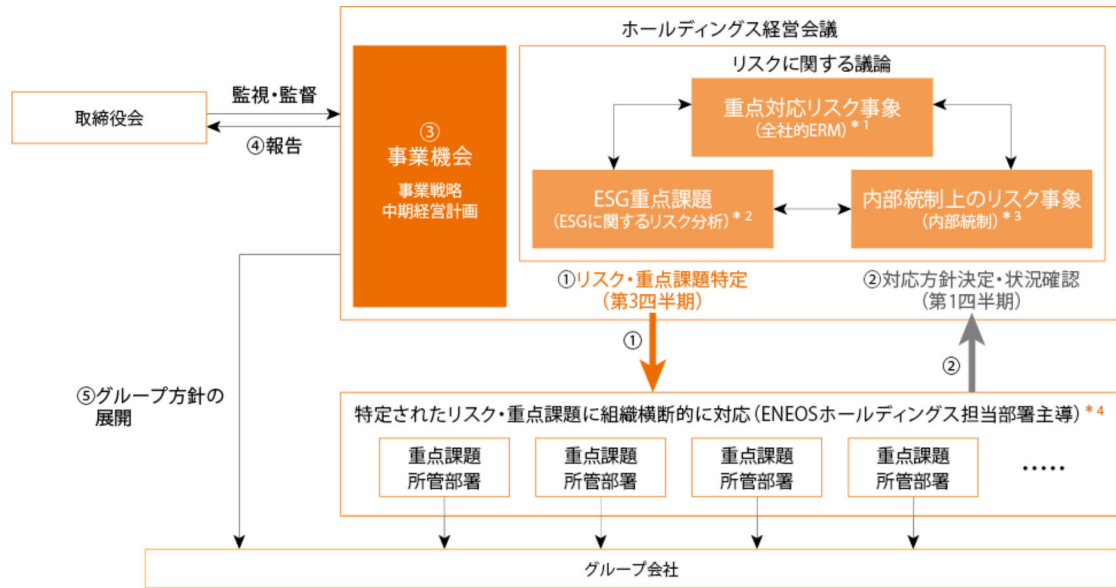 ホールディングス経営会議
リスクに関する議論
取締役会
監視・監督
④報告
③
事業機会
事業戦略
中期経営計画
重点対応リスク事象
(全社的ERM)*1
ESG重点課題
(ESGに関するリスク分析)*2
内部統制上のリスク事象
(内部統制)*3
①リスク・重点課題特定
(第3四半期)
②対応方針決定・状況確認
(第1四半期)
①
②
⑤グループ方針の
展開
特定されたリスク・重点課題に組織横断的に対応(ENEOSホールディングス担当部署主導)*4
重点課題
所管部署
重点課題
所管部署
重点課題
所管部署
重点課題
所管部署
·····
グループ会社